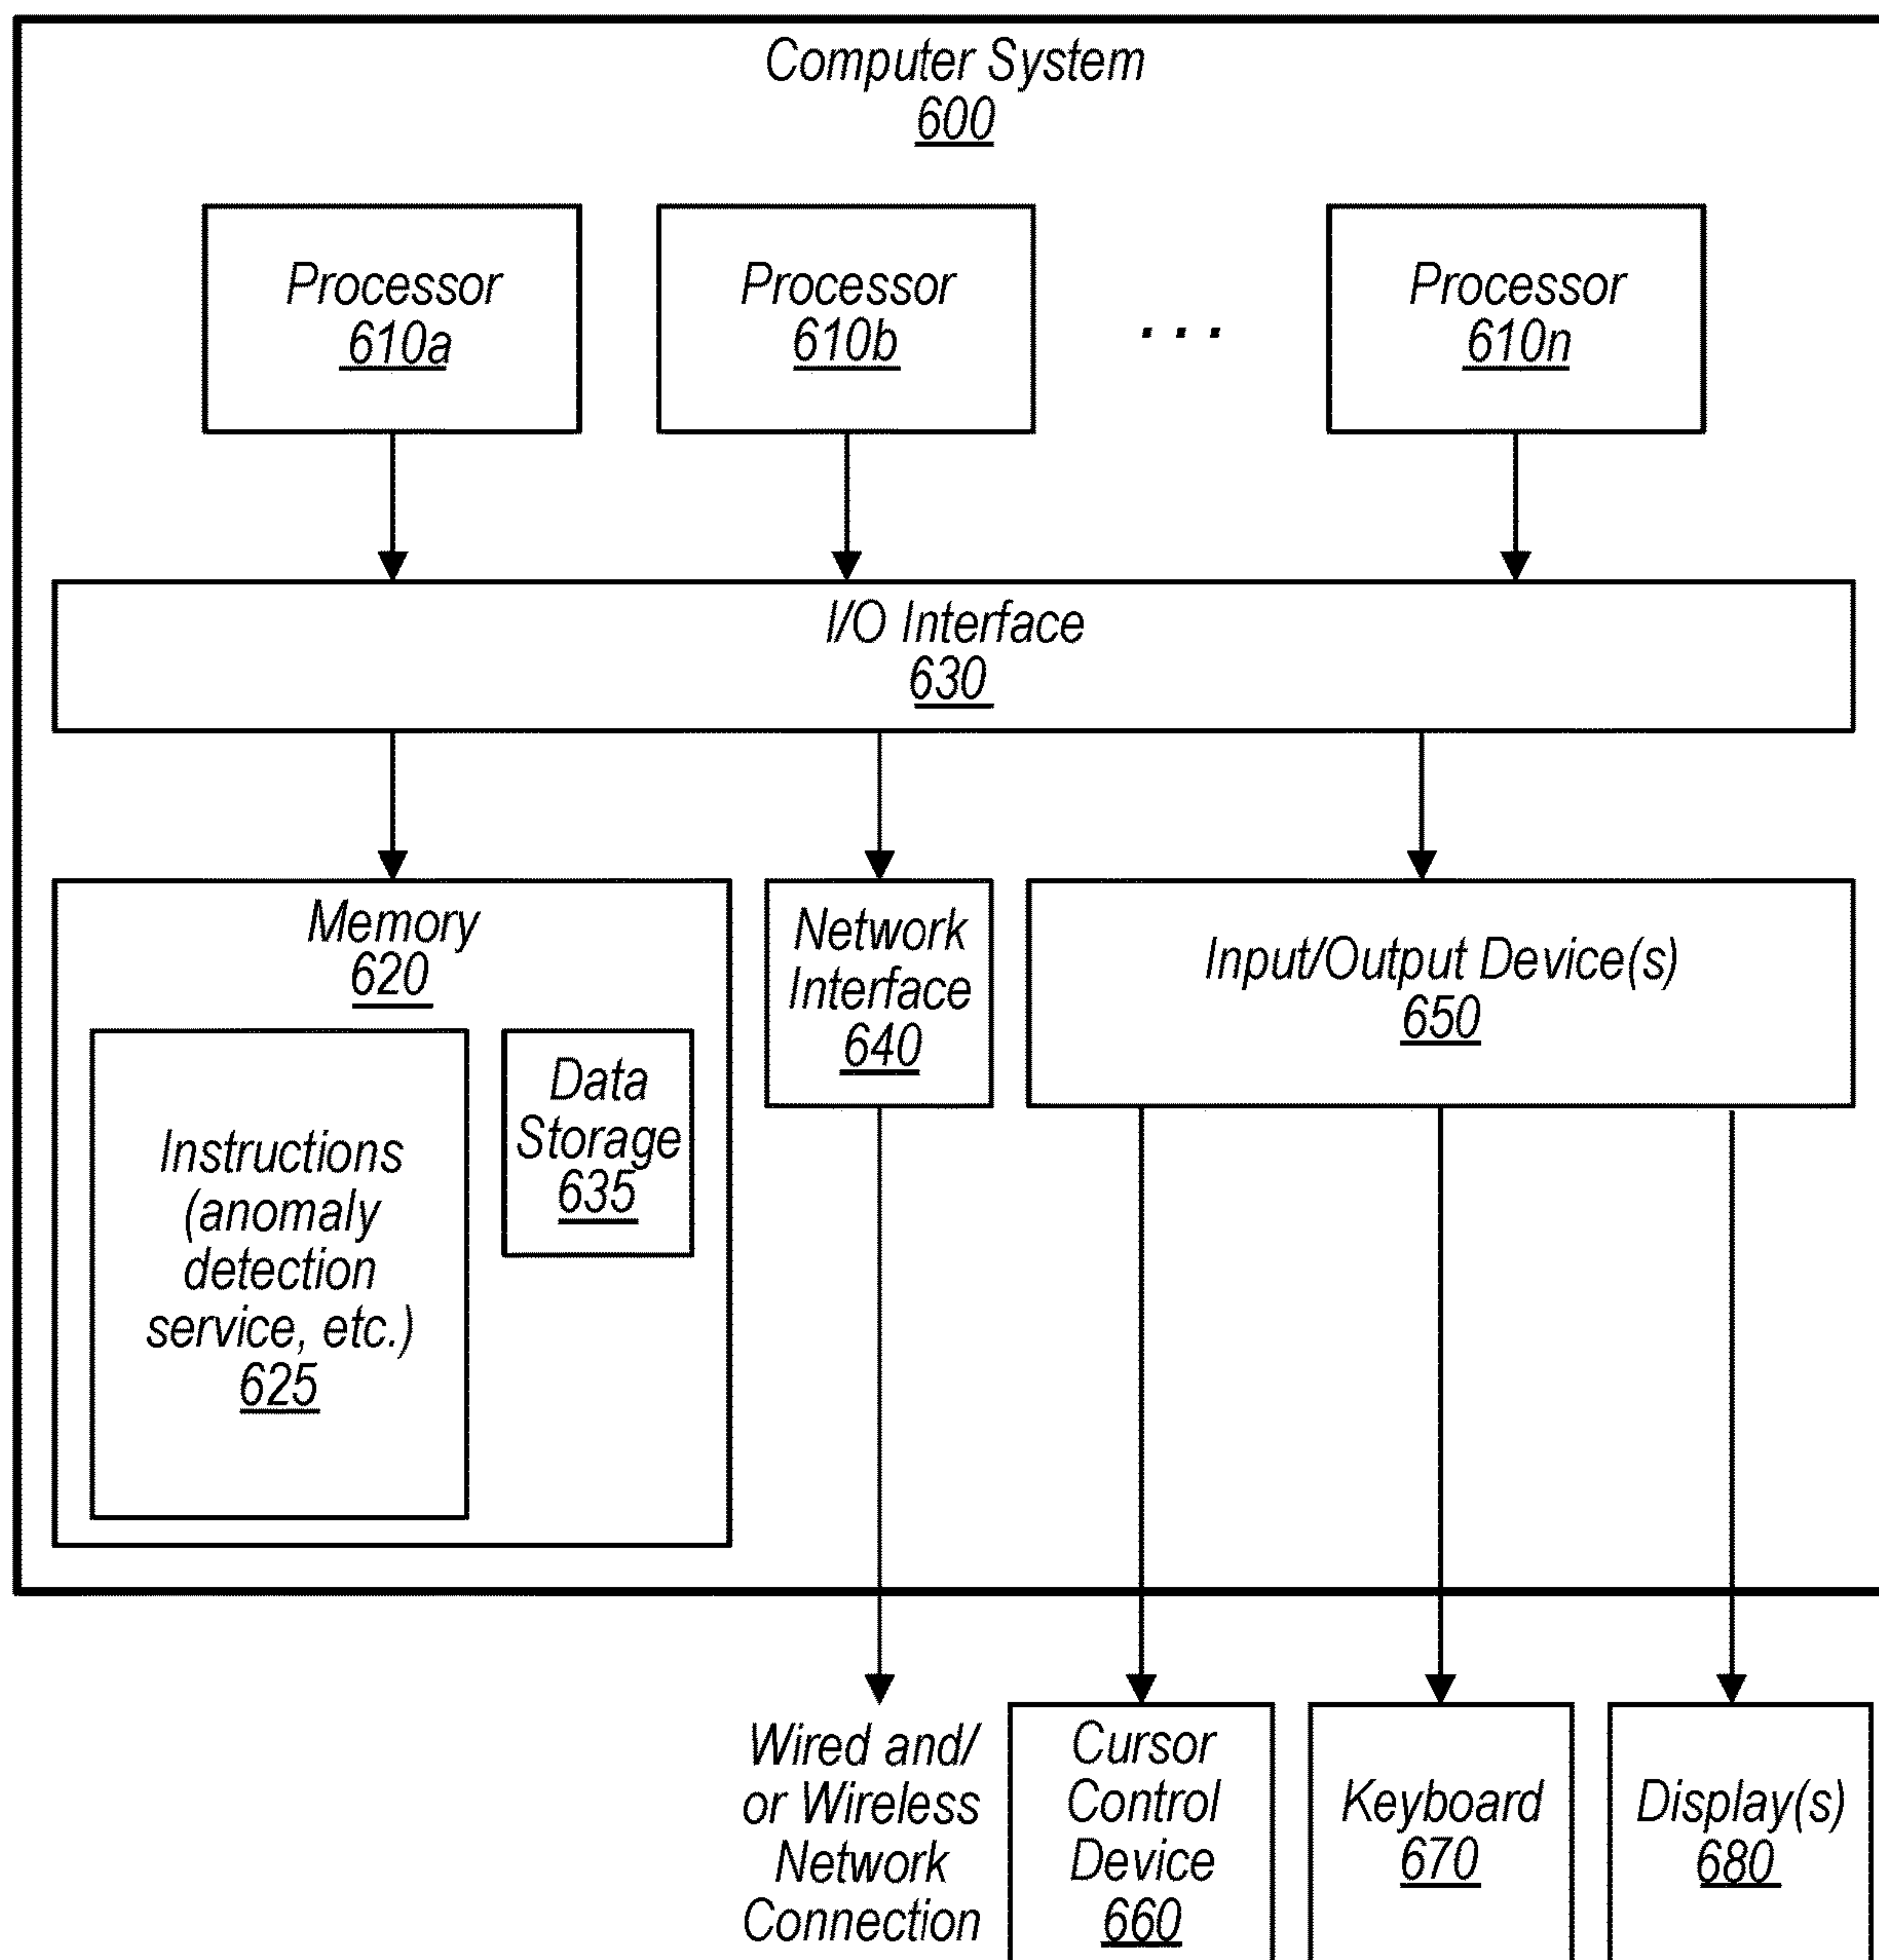 Computer System
600
Processor
610a
Processor
610b
. . .
Processor
610n
I/O Interface
630
Memory
620
Instructions
(anomaly
detection
service, etc.)
625
Data
Storage
635
Network
Interface
640
Input/Output Device(s)
650
Wired and/
or Wireless
Network
Connection
Cursor
Control
Device
660
Keyboard
670
Display(s)
680